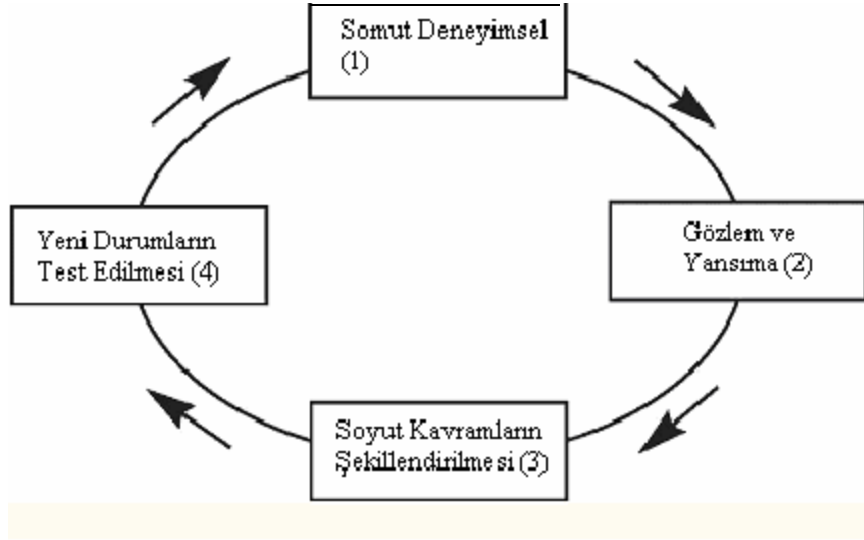 Somut Deneyimsel
(1)
Gözlem ve
Yansıma (2)
Soyut Kavramların
Şekillendirilmesi (3)
Yeni Durumların
Test Edilmesi (4)